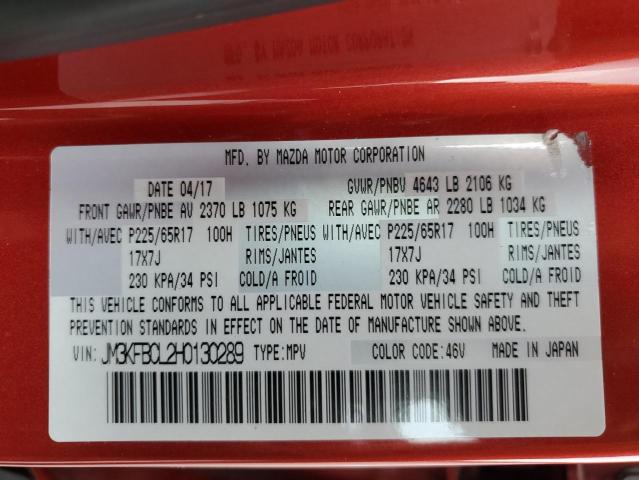 MFD. BY MAZDA MOTOR CORPORATION
DATE 04/17 GVWR/PNBV 4643 LB 2106 KG
FRONT GAWR/PNBE AV 2370 LB 1075 KG REAR GAWR/PNBE AR 2280 LB 1034 KG
WITH/AVEC P225/65R17 100H TIRES/PNEUS WITH/AVEC P225/65R17 100H TIRES/PNEUS
17X7J RIMS/JANTES 17X7J RIMS/JANTES
230 KPA/34 PSI COLD/A FROID 230 KPA/34 PSI COLD/A FROID
THIS VEHICLE CONFORMS TO ALL APPLICABLE FEDERAL MOTOR VEHICLE SAFETY AND THEFT
PREVENTION STANDARDS IN EFFECT ON THE DATE OF MANUFACTURE SHOWN ABOVE.
VIN: JM3KFBCL2H0130289 TYPE:MPV COLOR CODE:46V MADE IN JAPAN